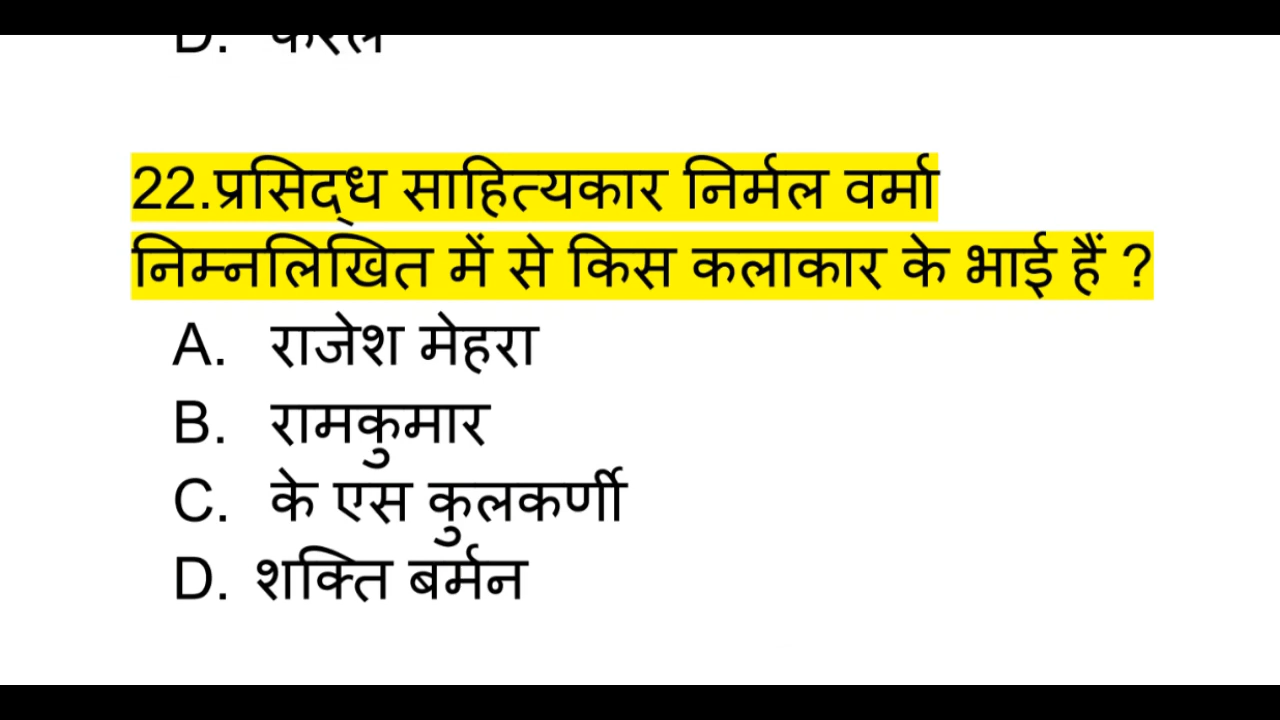 22.प्रसिद्ध साहित्यकार निर्मल वर्मा
निम्नलिखित में से किस कलाकार के भाई हैं ?
A. राजेश मेहरा
B. रामकुमार
C. के एस कुलकर्णी
D. शक्ति बर्मन